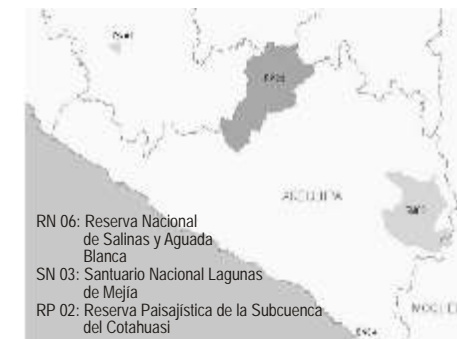 AREQUIPA
RN 06: Reserva Nacional
de Salinas y Aguada
Blanca
SN 03: Santuario Nacional Lagunas
de Mejía
RP 02: Reserva Paisajística de la Subcuenca
del Cotahuasi